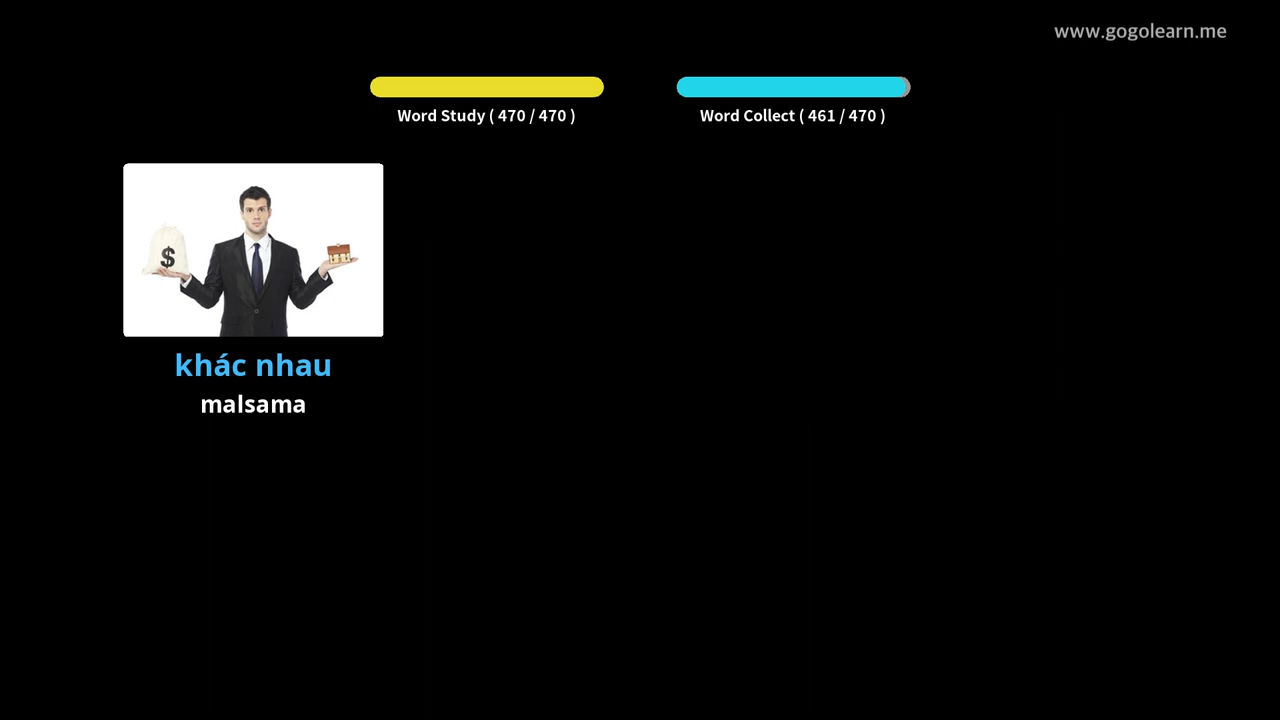 www.gogolearn.me
Word Study ( 470 / 470 )
Word Collect ( 461 / 470 )
$
khác nhau
malsama